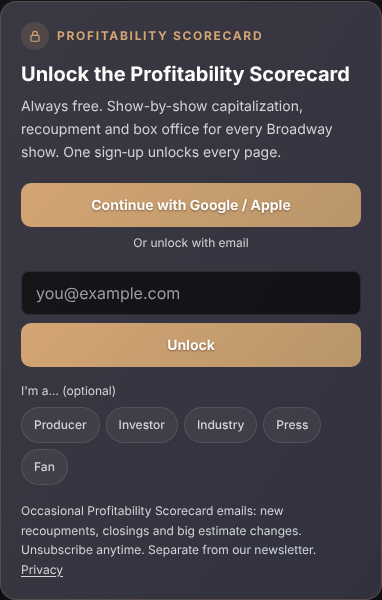 PROFITABILITY SCORECARD
Unlock the Profitability Scorecard
Always free. Show-by-show capitalization,
recoupment and box office for every Broadway
show. One sign-up unlocks every page.
Continue with Google / Apple
Or unlock with email
you@example.com
Unlock
I'm a... (optional)
Producer Investor Industry Press
Fan
Occasional Profitability Scorecard emails: new
recoupments, closings and big estimate changes.
Unsubscribe anytime. Separate from our newsletter.
Privacy